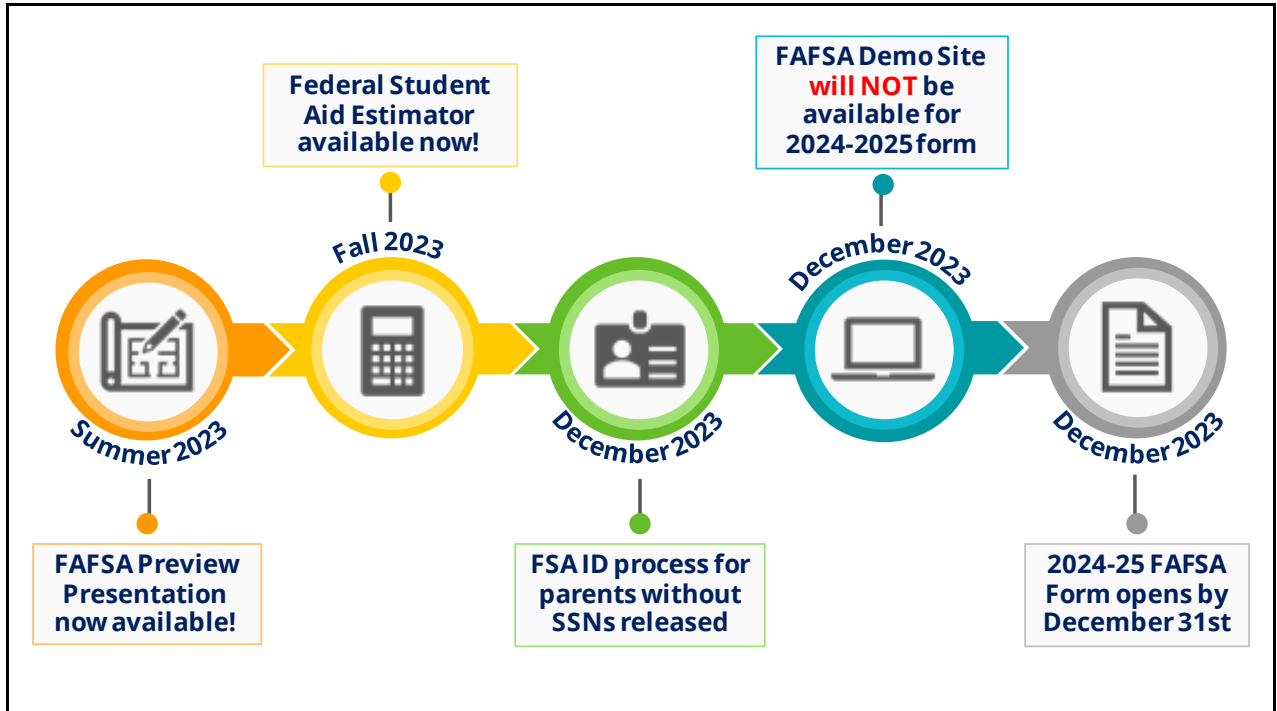 Summer 2023
FAFSA Preview
Presentation
now available!
Federal Student
Aid Estimator
available now!
Fall 2023
December 2023
FSA ID process for
parents without
SSNs released
FAFSA Demo Site
will NOT be
available for
2024-2025 form
December 2023
December 2023
2024-25 FAFSA
Form opens by
December 31st